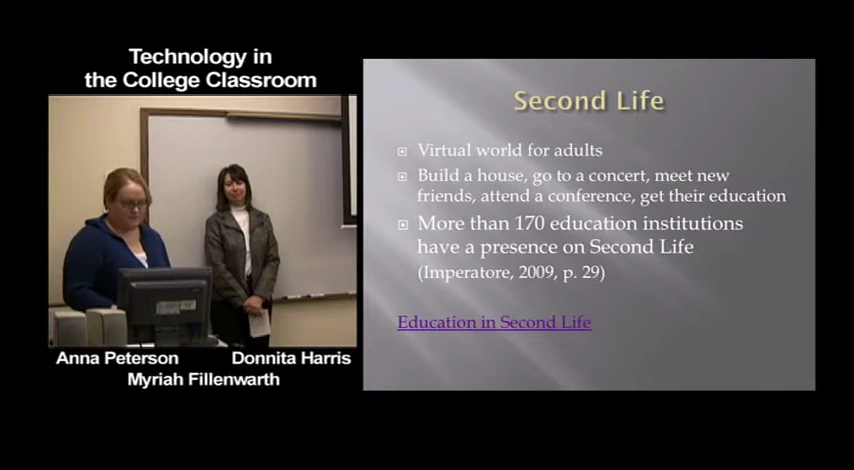 Technology in
the College Classroom
Anna Peterson
Donnita Harris
Myriah Fillenwarth
Second Life
Virtual world for adults
Build a house, go to a concert, meet new
friends, attend a conference, get their education
More than 170 education institutions
have a presence on Second Life
(Imperatore, 2009, p. 29)
Education in Second Life